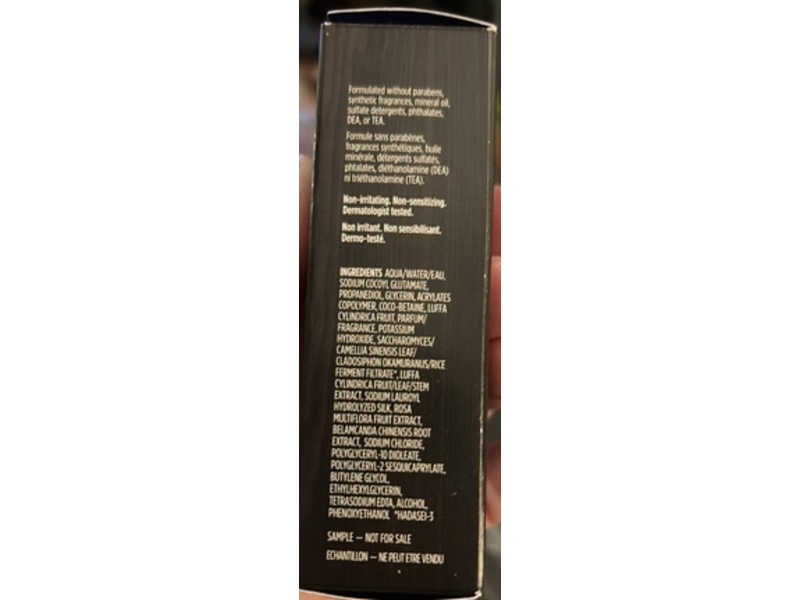 Formulated without parabens,
synthetic fragrances, mineral oil,
sulfate detergents, phthalates,
DEA, or TEA.
Formule sans parabènes,
fragrances synthétiques, huile
minérale, détergents sulfatés,
phtalates, diéthanolamine (DEA)
ni triéthanolamine (TEA).
Non-irritating. Non-sensitizing.
Dermatologist tested.
Non irritant. Non sensibilisant.
Dermo-testé.
INGREDIENTS AQUA/WATER/EAU,
SODIUM COCOYL GLUTAMATE,
PROPANEDIOL, GLYCERIN, ACRYLATES
COPOLYMER, COCO-BETAINE, LUFFA
CYLINDRICA FRUIT, PARFUM/
FRAGRANCE, POTASSIUM
HYDROXIDE, SACCHAROMYCES/
CAMELLIA SINENSIS LEAF/
CLADOSIPHON OKAMURANUS/RICE
FERMENT FILTRATE*, LUFFA
CYLINDRICA FRUIT/LEAF/STEM
EXTRACT, SODIUM LAUROYL
HYDROLYZED SILK, ROSA
MULTIFLORA FRUIT EXTRACT,
BELAMCANDA CHINENSIS ROOT
EXTRACT, SODIUM CHLORIDE,
POLYGLYCERYL-10 DIOLEATE,
POLYGLYCERYL-2 SESQUICAPRYLATE,
BUTYLENE GLYCOL,
ETHYLHEXYLGLYCERIN,
TETRASODIUM EDTA, ALCOHOL,
PHENOXYETHANOL *HADASEI-3
SAMPLE — NOT FOR SALE
ECHANTILLON — NE PEUT ETRE VENDU